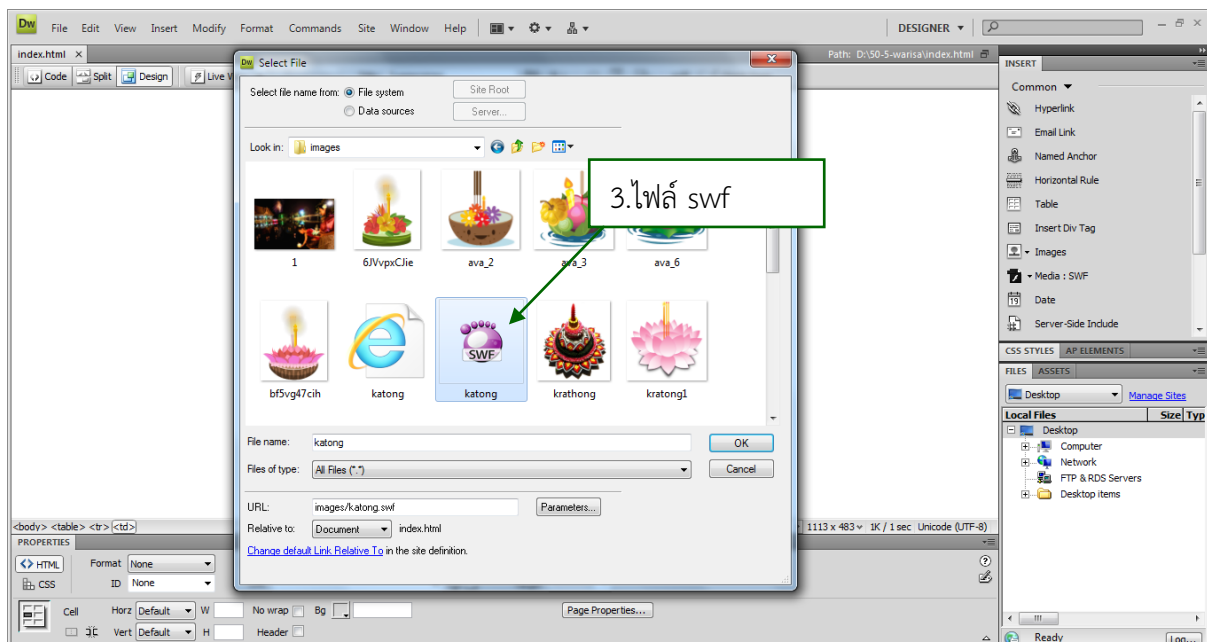 Dw File Edit View Insert Modify Format Commands Site Window Help DESIGNER
index.html × Path: D:\50-5-warisa\index.html
Code Split Design Live V
Dw Select File
Select file name from: File system Site Root
Data sources Server...
Look in: images
3.ไฟล์ swf
1 6JVvpxCJie ava_2 ava_3 ava_6
SWF
bf5vg47cih katong katong krathong kratong1
File name: katong OK
Files of type: All Files (*.*) Cancel
URL: images/katong.swf Parameters...
Relative to: Document index.html
Change default Link Relative To in the site definition.
INSERT
Common
Hyperlink
Email Link
Named Anchor
Horizontal Rule
Table
Insert Div Tag
Images
Media : SWF
19 Date
Server-Side Include
CSS STYLES AP ELEMENTS
FILES ASSETS
Desktop Manage Sites
Local Files Size Typ
Desktop
Computer
Network
FTP & RDS Servers
Desktop items
<body> <table> <tr> <td> 1113 x 483 1K / 1 sec Unicode (UTF-8)
PROPERTIES
<> HTML Format None
CSS ID None
Cell Horz Default W No wrap Bg Page Properties...
Vert Default H Header
Ready Log...